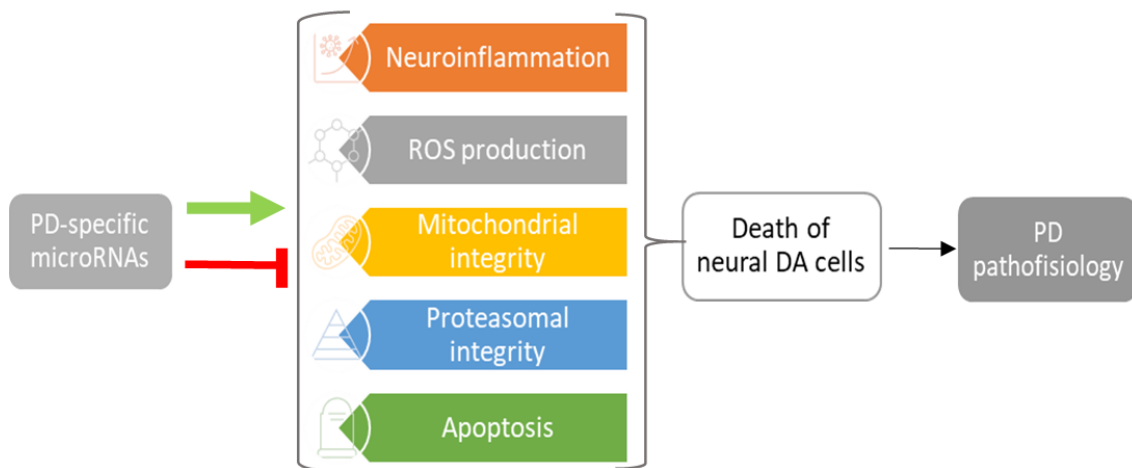 PD-specific
microRNAs
Neuroinflammation
ROS production
Mitochondrial
integrity
Proteasomal
integrity
Apoptosis
Death of
neural DA cells
PD
pathofisiology